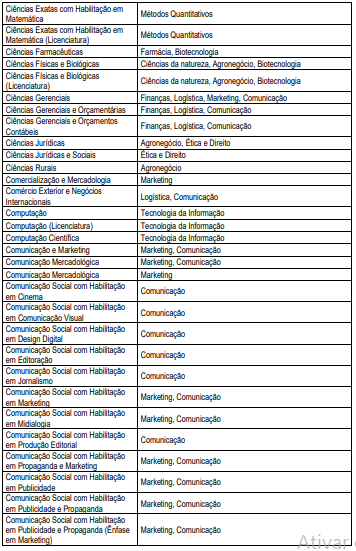 Ciências Exatas com Habilitação em
Matemática
Métodos Quantitativos
Ciências Exatas com Habilitação em
Matemática (Licenciatura)
Métodos Quantitativos
Ciências Farmacêuticas
Farmácia, Biotecnologia
Ciências Físicas e Biológicas
Ciências da natureza, Agronegócio, Biotecnologia
Ciências Físicas e Biológicas
(Licenciatura)
Ciências da natureza, Agronegócio, Biotecnologia
Ciências Gerenciais
Finanças, Logística, Marketing, Comunicação
Ciências Gerenciais e Orçamentárias
Finanças, Logística, Comunicação
Ciências Gerenciais e Orçamentos
Contábeis
Finanças, Logística, Comunicação
Ciências Jurídicas
Agronegócio, Ética e Direito
Ciências Jurídicas e Sociais
Ética e Direito
Ciências Rurais
Agronegócio
Comercialização e Mercadologia
Marketing
Comércio Exterior e Negócios
Internacionais
Logística, Comunicação
Computação
Tecnologia da Informação
Computação (Licenciatura)
Tecnologia da Informação
Computação Científica
Tecnologia da Informação
Comunicação e Marketing
Marketing, Comunicação
Comunicação Mercadológica
Marketing, Comunicação
Comunicação Mercadológica
Marketing
Comunicação Social com Habilitação
em Cinema
Comunicação
Comunicação Social com Habilitação
em Comunicação Visual
Comunicação
Comunicação Social com Habilitação
em Design Digital
Comunicação
Comunicação Social com Habilitação
em Editoração
Comunicação
Comunicação Social com Habilitação
em Jornalismo
Comunicação
Comunicação Social com Habilitação
em Marketing
Marketing, Comunicação
Comunicação Social com Habilitação
em Midialogia
Marketing, Comunicação
Comunicação Social com Habilitação
em Produção Editorial
Comunicação
Comunicação Social com Habilitação
em Propaganda e Marketing
Marketing, Comunicação
Comunicação Social com Habilitação
em Publicidade
Marketing, Comunicação
Comunicação Social com Habilitação
em Publicidade e Propaganda
Marketing, Comunicação
Comunicação Social com Habilitação
em Publicidade e Propaganda (Ênfase
em Marketing)
Marketing, Comunicação
Ativar